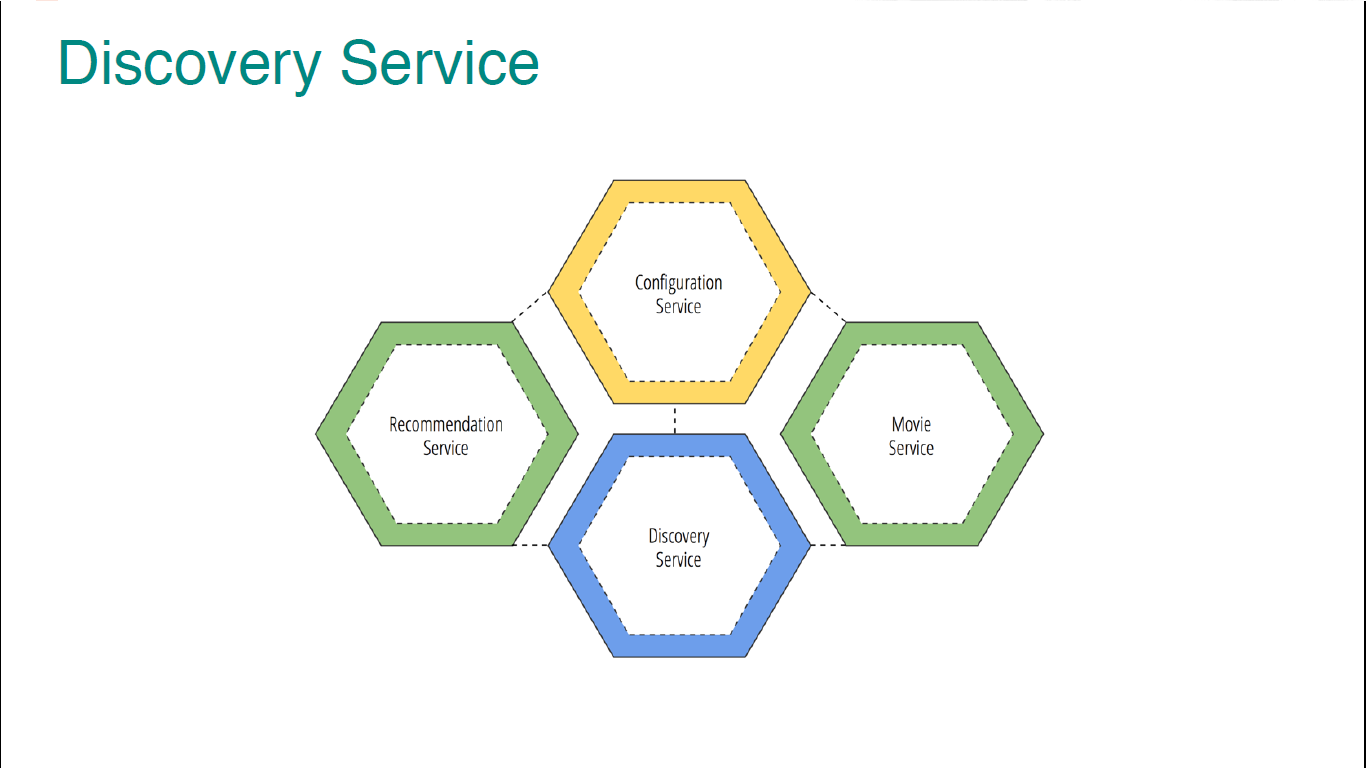 Discovery Service
Configuration
Service
Recommendation
Service
Movie
Service
Discovery
Service